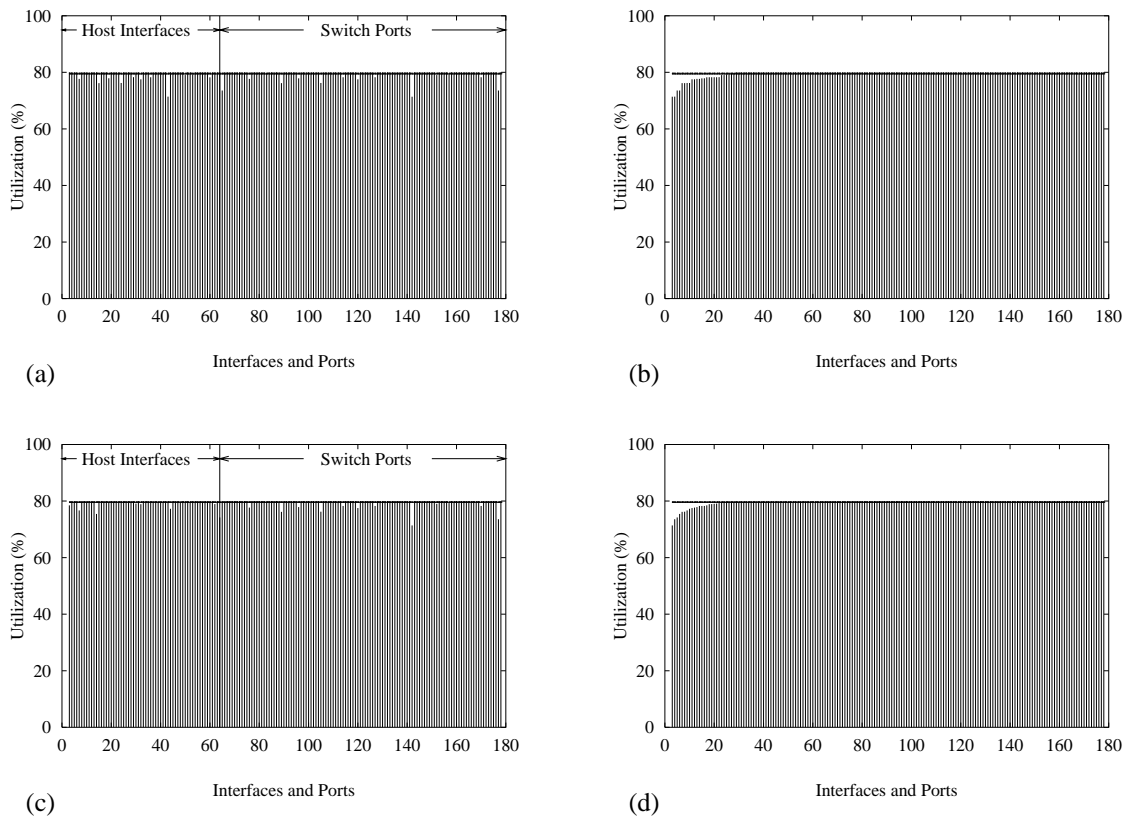 100
80
60
40
20
0
Utilization (%)
Host Interfaces
Switch Ports
0 20 40 60 80 100 120 140 160 180
Interfaces and Ports
(a)
100
80
60
40
20
0
Utilization (%)
0 20 40 60 80 100 120 140 160 180
Interfaces and Ports
(b)
100
80
60
40
20
0
Utilization (%)
Host Interfaces
Switch Ports
0 20 40 60 80 100 120 140 160 180
Interfaces and Ports
(c)
100
80
60
40
20
0
Utilization (%)
0 20 40 60 80 100 120 140 160 180
Interfaces and Ports
(d)